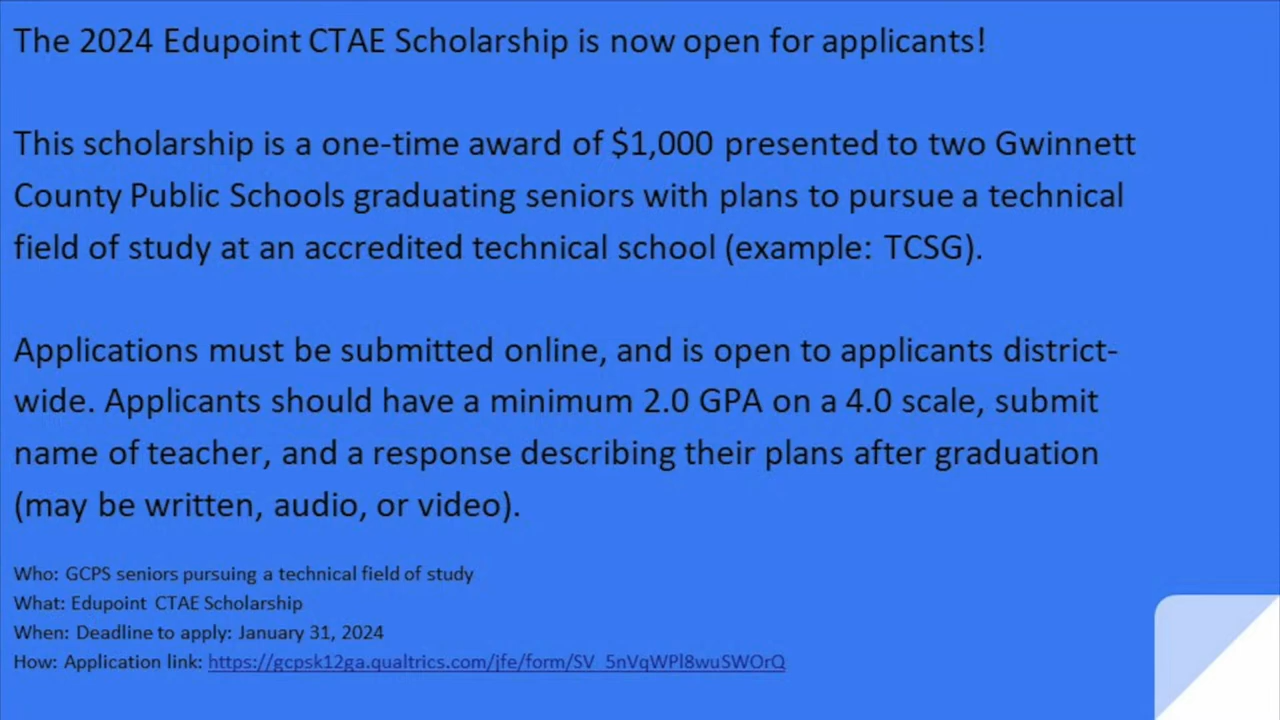 The 2024 Edupoint CTAE Scholarship is now open for applicants!
This scholarship is a one-time award of $1,000 presented to two Gwinnett
County Public Schools graduating seniors with plans to pursue a technical
field of study at an accredited technical school (example: TCSG).
Applications must be submitted online, and is open to applicants district-
wide. Applicants should have a minimum 2.0 GPA on a 4.0 scale, submit
name of teacher, and a response describing their plans after graduation
(may be written, audio, or video).
Who: GCPS seniors pursuing a technical field of study
What: Edupoint CTAE Scholarship
When: Deadline to apply: January 31, 2024
How: Application link: https://gcpsk12ga.qualtrics.com/jfe/form/SV_5nVqWPl8wuSWOrQ